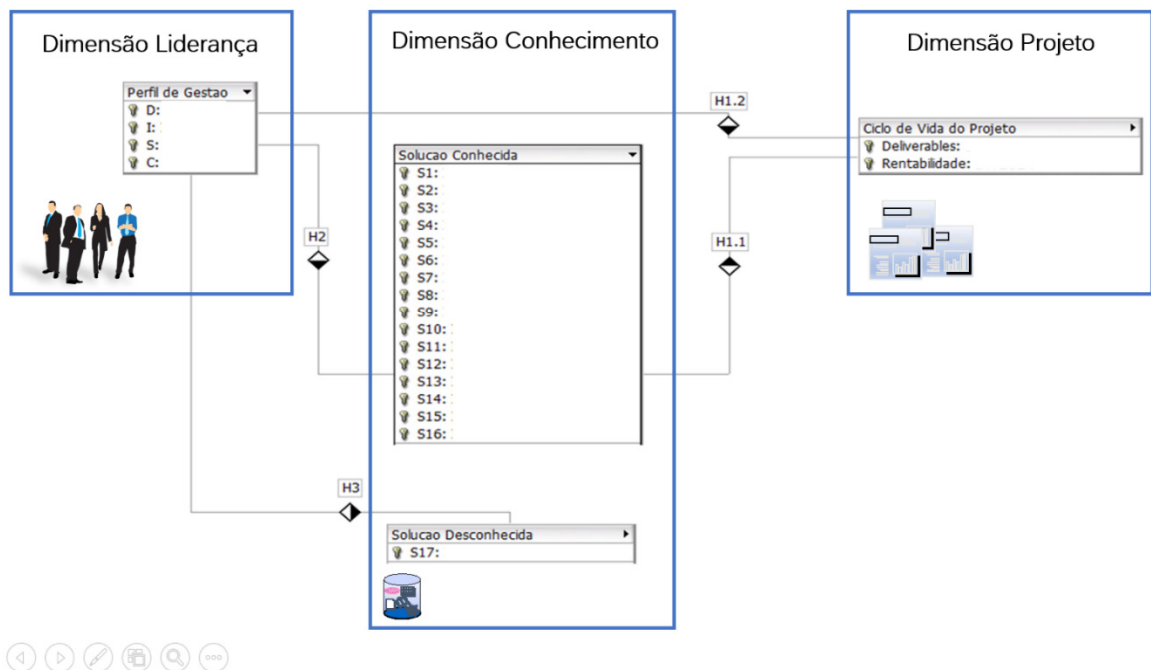 Dimensão Liderança
Perfil de Gestao
D:
I:
S:
C:
H2
H3
Dimensão Conhecimento
Solucao Conhecida
S1:
S2:
S3:
S4:
S5:
S6:
S7:
S8:
S9:
S10:
S11:
S12:
S13:
S14:
S15:
S16:
Solucao Desconhecida
S17:
H1.2
H1.1
Dimensão Projeto
Ciclo de Vida do Projeto
Deliverables:
Rentabilidade: